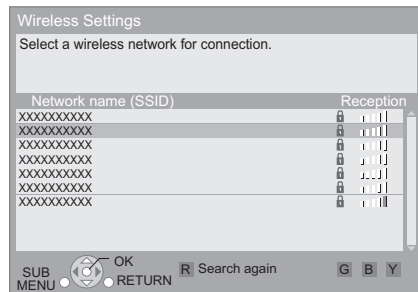 Wireless Settings
Select a wireless network for connection.
Network name (SSID) Reception
XXXXXXXXXX
XXXXXXXXXX
XXXXXXXXXX
XXXXXXXXXX
XXXXXXXXXX
XXXXXXXXXX
XXXXXXXXXX
SUB MENU OK RETURN R Search again G B Y